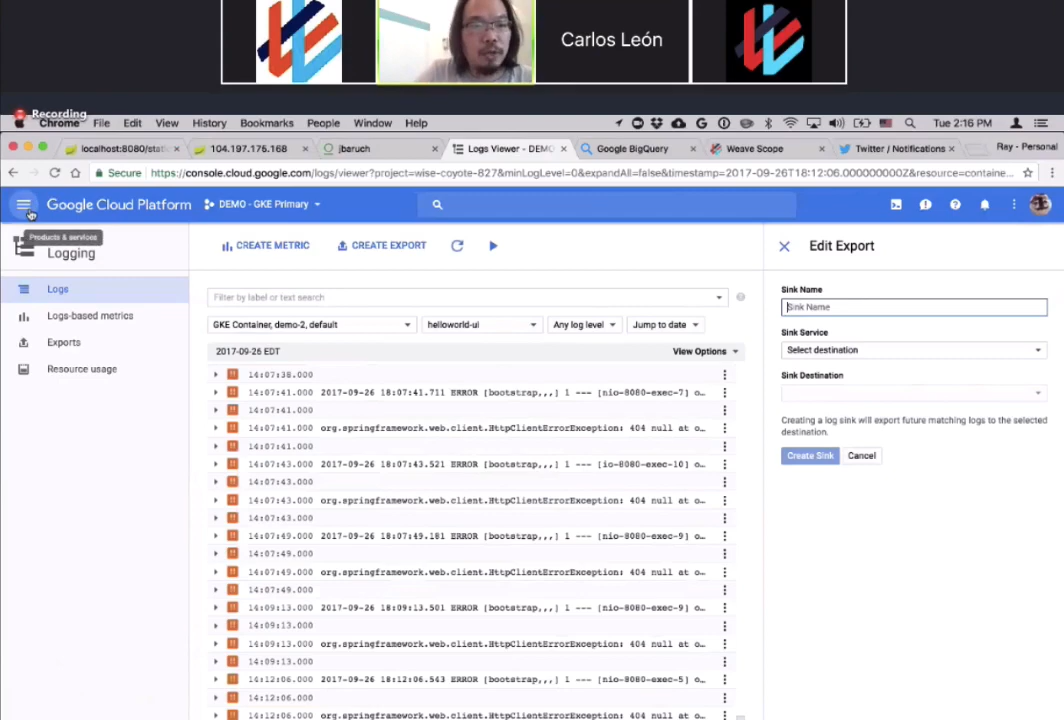 Carlos León
Recording
Chrome File Edit View History Bookmarks People Window Help
Tue 2:16 PM
localhost:8080/stati
104.197.175.168
jbaruch
Logs Viewer - DEMO
Google BigQuery
Weave Scope
Twitter / Notifications
Ray - Personal
Secure https://console.cloud.google.com/logs/viewer?project=wise-coyote-827&minLogLevel=0&expandAll=false&timestamp=2017-09-26T18:12:06.000000000Z&resource=containe...
Google Cloud Platform
DEMO - GKE Primary
Products & services
Logging
CREATE METRIC
CREATE EXPORT
Edit Export
Logs
Logs-based metrics
Exports
Resource usage
Filter by label or text search
GKE Container, demo-2, default
helloworld-ui
Any log level
Jump to date
2017-09-26 EDT
View Options
14:07:38.000
14:07:41.000 2017-09-26 18:07:41.711 ERROR [bootstrap,,,] 1 --- [nio-8080-exec-7] o…
14:07:41.000
14:07:41.000 org.springframework.web.client.HttpClientErrorException: 404 null at o…
14:07:41.000
14:07:43.000 2017-09-26 18:07:43.521 ERROR [bootstrap,,,] 1 --- [io-8080-exec-10] o…
14:07:43.000
14:07:43.000 org.springframework.web.client.HttpClientErrorException: 404 null at o…
14:07:43.000
14:07:49.000 2017-09-26 18:07:49.181 ERROR [bootstrap,,,] 1 --- [nio-8080-exec-9] o…
14:07:49.000
14:07:49.000 org.springframework.web.client.HttpClientErrorException: 404 null at o…
14:07:49.000
14:09:13.000 2017-09-26 18:09:13.501 ERROR [bootstrap,,,] 1 --- [nio-8080-exec-9] o…
14:09:13.000
14:09:13.000 org.springframework.web.client.HttpClientErrorException: 404 null at o…
14:09:13.000
14:12:06.000 2017-09-26 18:12:06.543 ERROR [bootstrap,,,] 1 --- [nio-8080-exec-5] o…
14:12:06.000
14:12:06.000 org.springframework.web.client.HttpClientErrorException: 404 null at o…
Sink Name
Sink Name
Sink Service
Select destination
Sink Destination
Creating a log sink will export future matching logs to the selected
destination.
Create Sink
Cancel